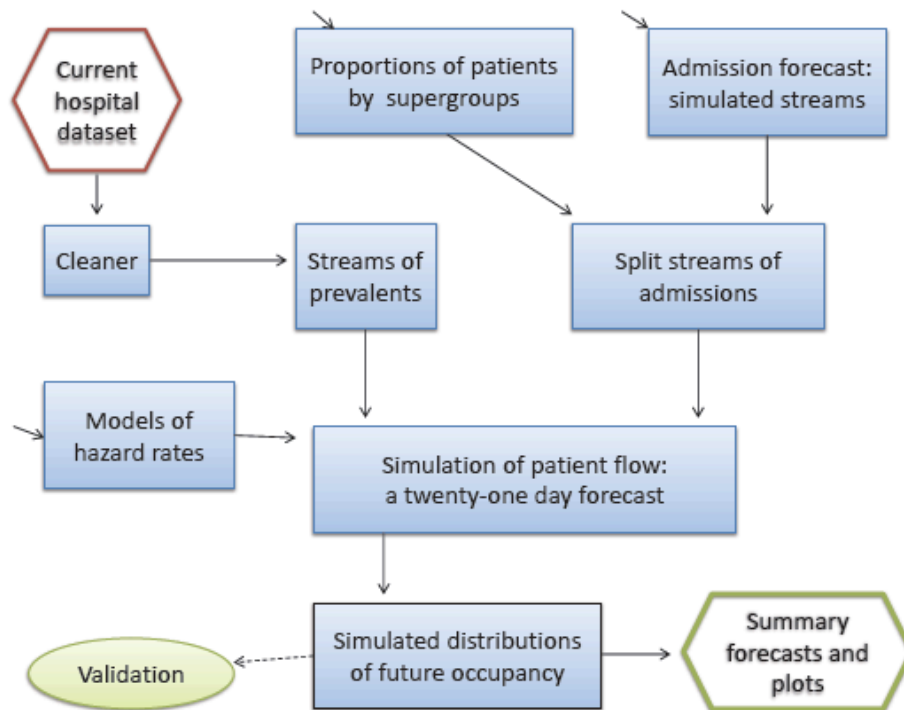 Current
hospital
dataset
Proportions of patients
by supergroups
Admission forecast:
simulated streams
Cleaner
Streams of
prevalents
Split streams of
admissions
Models of
hazard rates
Simulation of patient flow:
a twenty-one day forecast
Simulated distributions
of future occupancy
Validation
Summary
forecasts and
plots